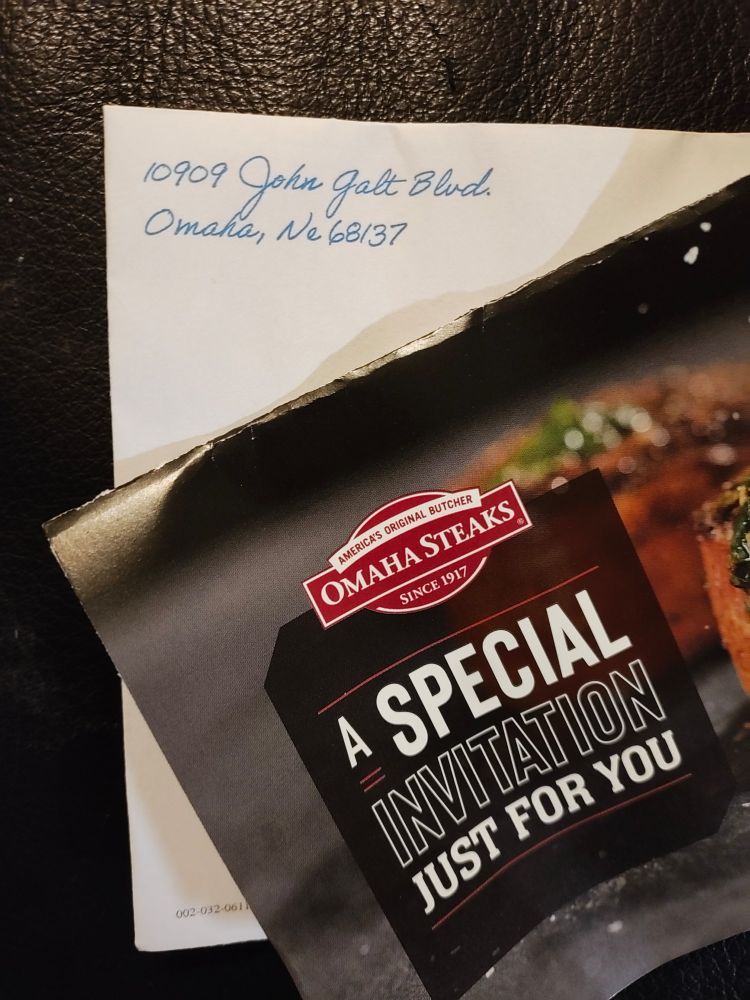 10909 John Galt Blvd.
Omaha, Ne 68137
AMERICA'S ORIGINAL BUTCHER
OMAHA STEAKS®
SINCE 1917
A SPECIAL
INVITATION
JUST FOR YOU